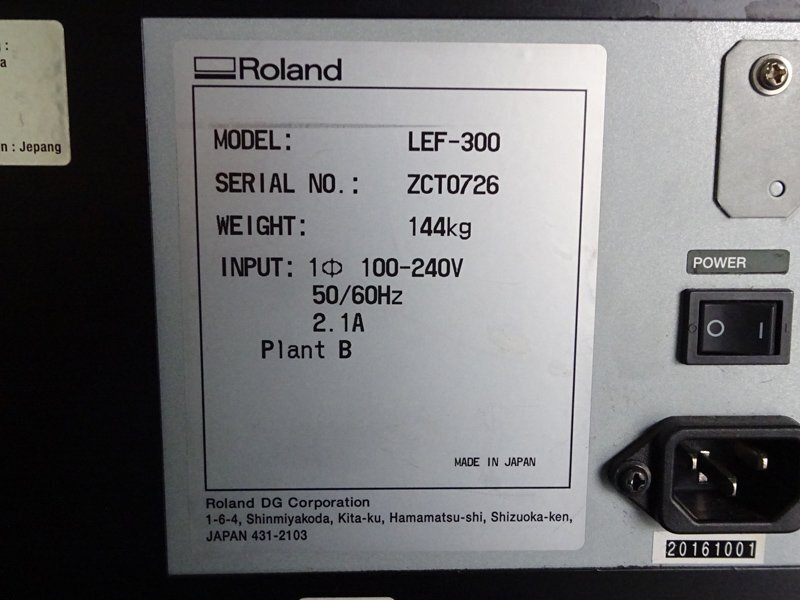 :
a
n : Jepang
Roland
MODEL: LEF-300
SERIAL NO.: ZCT0726
WEIGHT: 144kg
INPUT: 1Φ 100-240V
50/60Hz
2.1A
Plant B
MADE IN JAPAN
Roland DG Corporation
1-6-4, Shinmiyakoda, Kita-ku, Hamamatsu-shi, Shizuoka-ken,
JAPAN 431-2103
POWER
O I
20161001